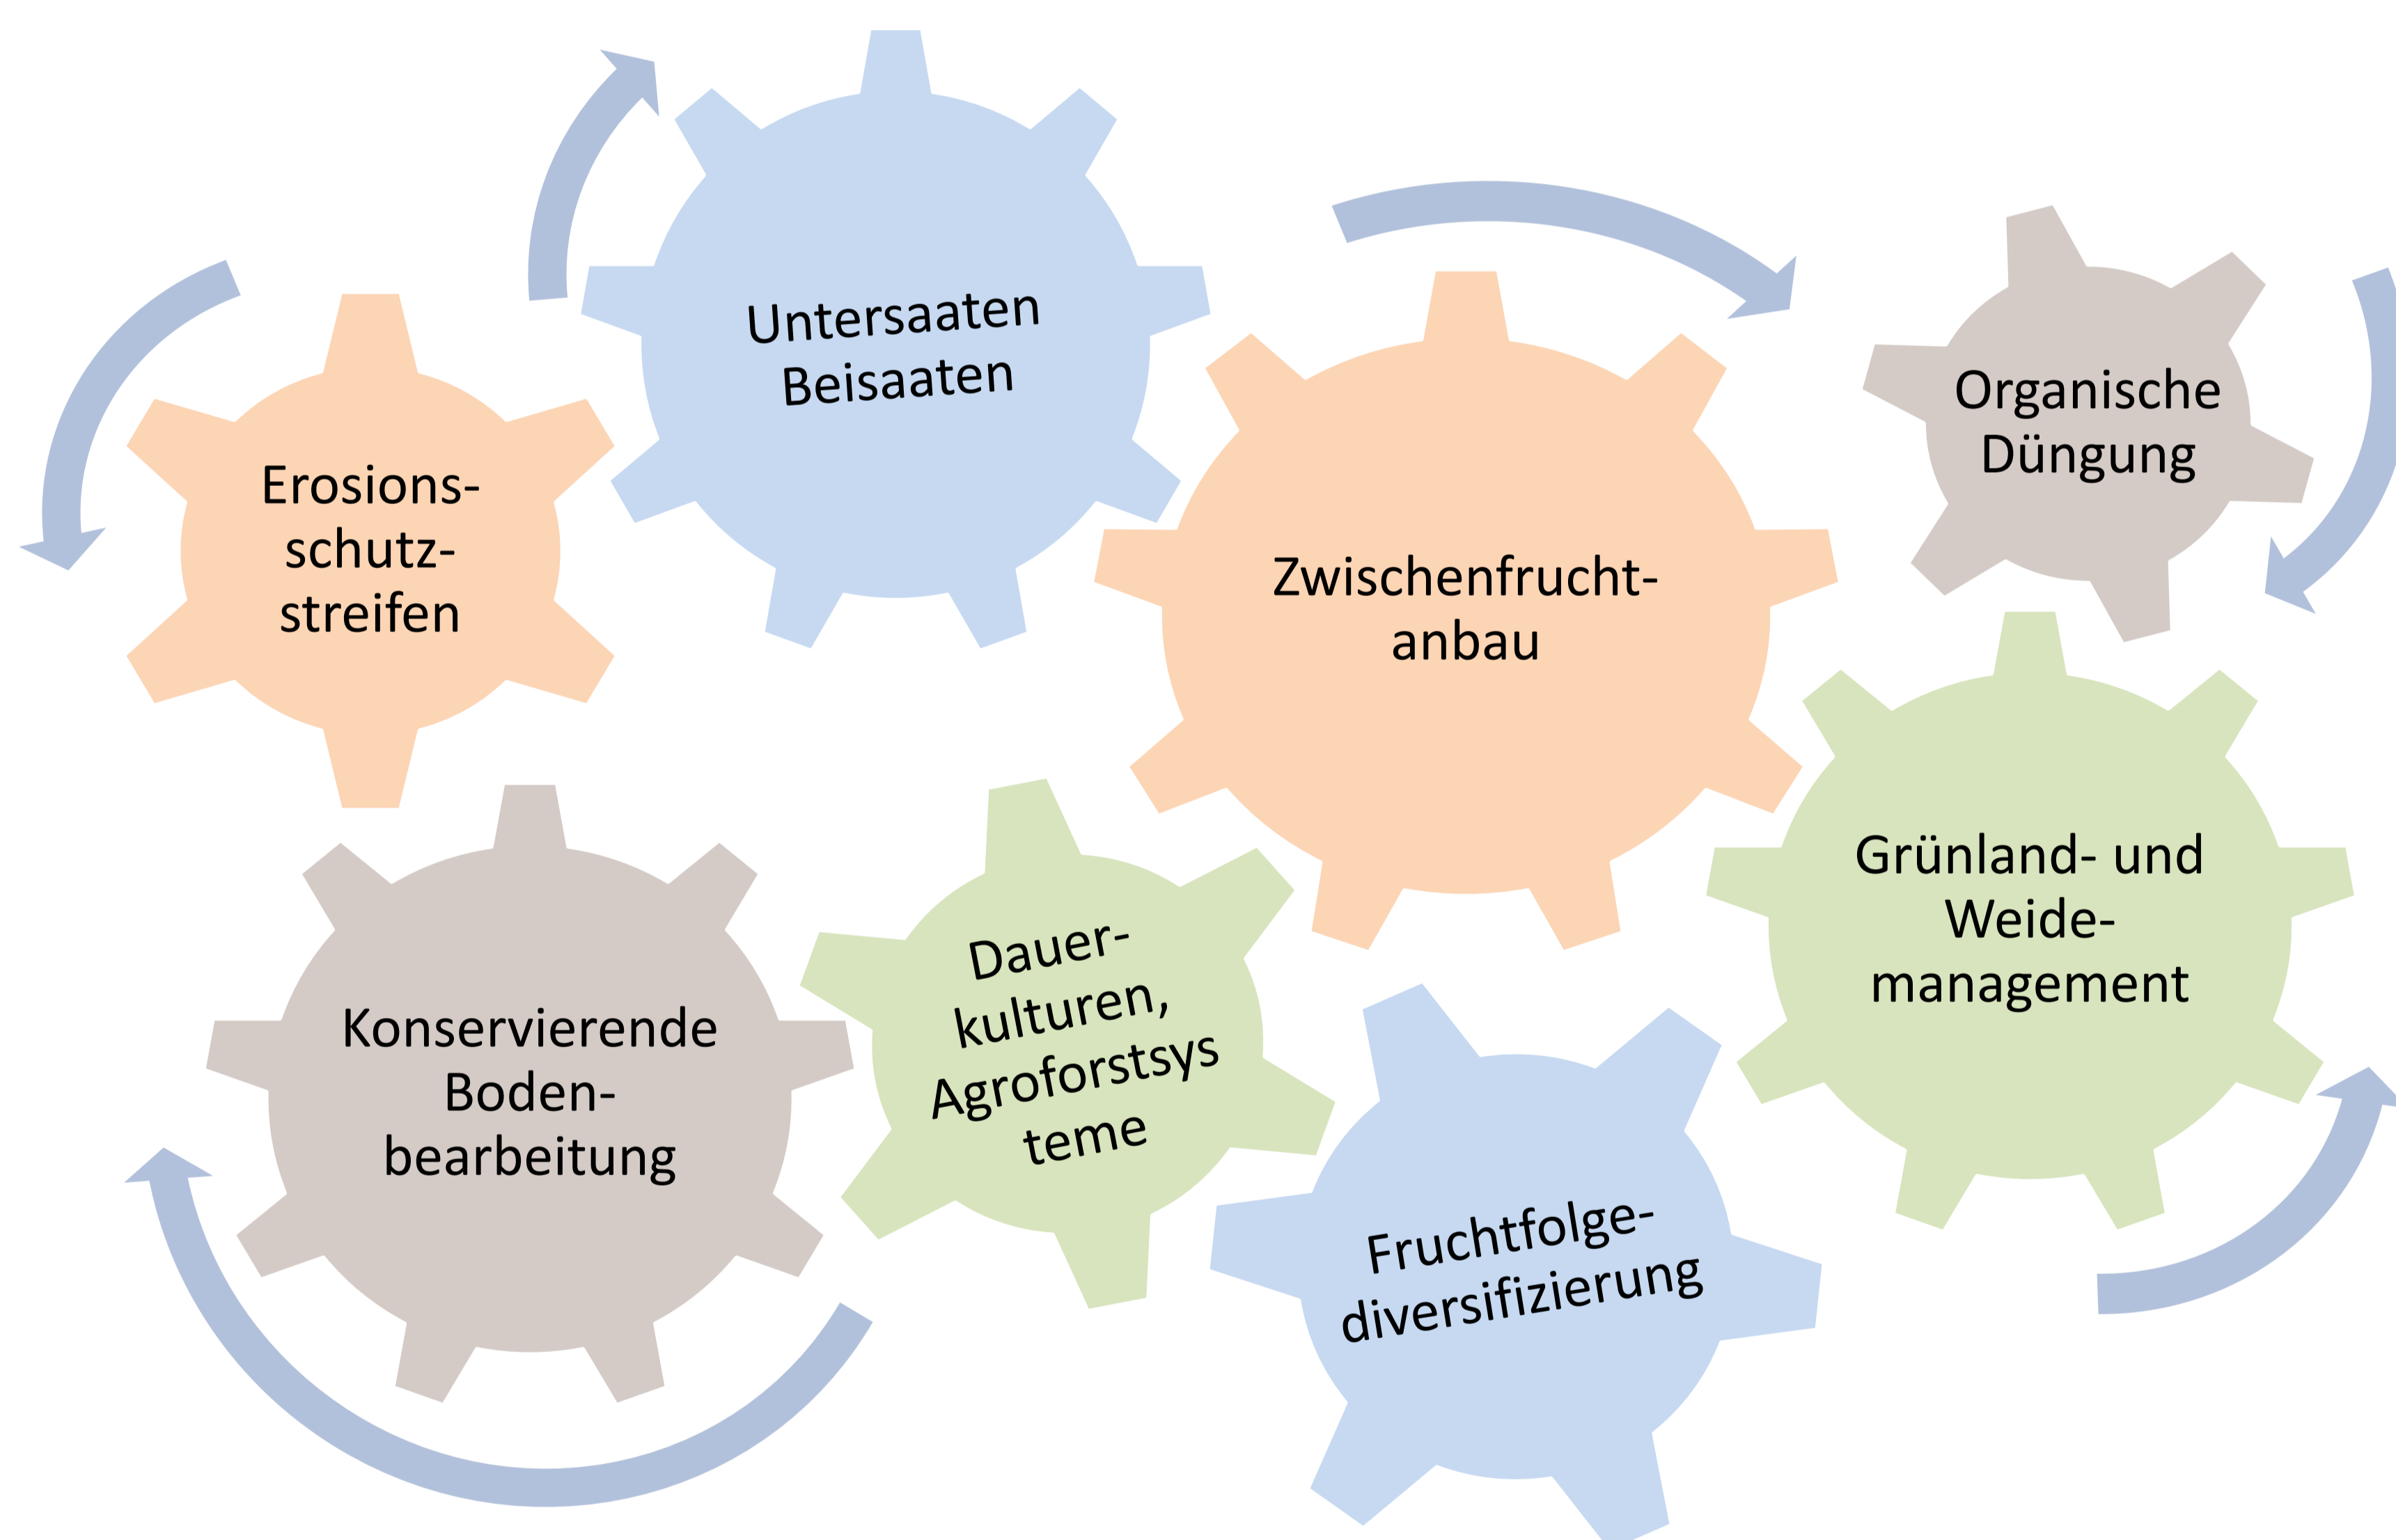 Untersaaten
Beisaaten
Organische
Düngung
Erosions-
schutz-
streifen
Zwischenfrucht-
anbau
Grünland- und
Weide-
management
Dauer-
kulturen,
Agroforstsys
teme
Konservierende
Boden-
bearbeitung
Fruchtfolge-
diversifizierung